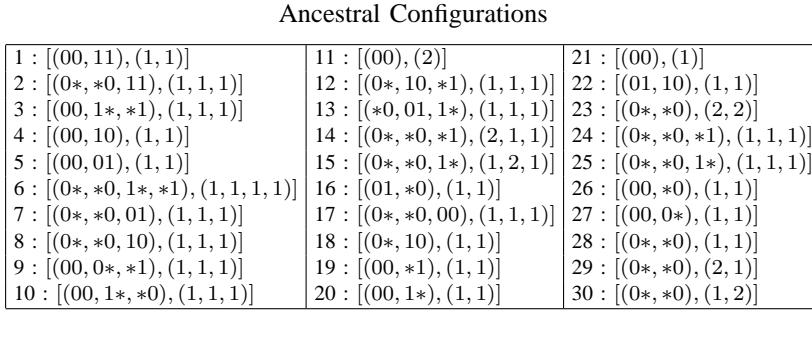 Ancestral Configurations
1 : [(00, 11), (1, 1)]
2 : [(0∗, ∗0, 11), (1, 1, 1)]
3 : [(00, 1∗, ∗1), (1, 1, 1)]
4 : [(00, 10), (1, 1)]
5 : [(00, 01), (1, 1)]
6 : [(0∗, ∗0, 1∗, ∗1), (1, 1, 1, 1)]
7 : [(0∗, ∗0, 01), (1, 1, 1)]
8 : [(0∗, ∗0, 10), (1, 1, 1)]
9 : [(00, 0∗, ∗1), (1, 1, 1)]
10 : [(00, 1∗, ∗0), (1, 1, 1)]
11 : [(00), (2)]
12 : [(0∗, 10, ∗1), (1, 1, 1)]
13 : [(∗0, 01, 1∗), (1, 1, 1)]
14 : [(0∗, ∗0, ∗1), (2, 1, 1)]
15 : [(0∗, ∗0, 1∗), (1, 2, 1)]
16 : [(01, ∗0), (1, 1)]
17 : [(0∗, ∗0, 00), (1, 1, 1)]
18 : [(0∗, 10), (1, 1)]
19 : [(00, ∗1), (1, 1)]
20 : [(00, 1∗), (1, 1)]
21 : [(00), (1)]
22 : [(01, 10), (1, 1)]
23 : [(0∗, ∗0), (2, 2)]
24 : [(0∗, ∗0, ∗1), (1, 1, 1)]
25 : [(0∗, ∗0, 1∗), (1, 1, 1)]
26 : [(00, ∗0), (1, 1)]
27 : [(00, 0∗), (1, 1)]
28 : [(0∗, ∗0), (1, 1)]
29 : [(0∗, ∗0), (2, 1)]
30 : [(0∗, ∗0), (1, 2)]